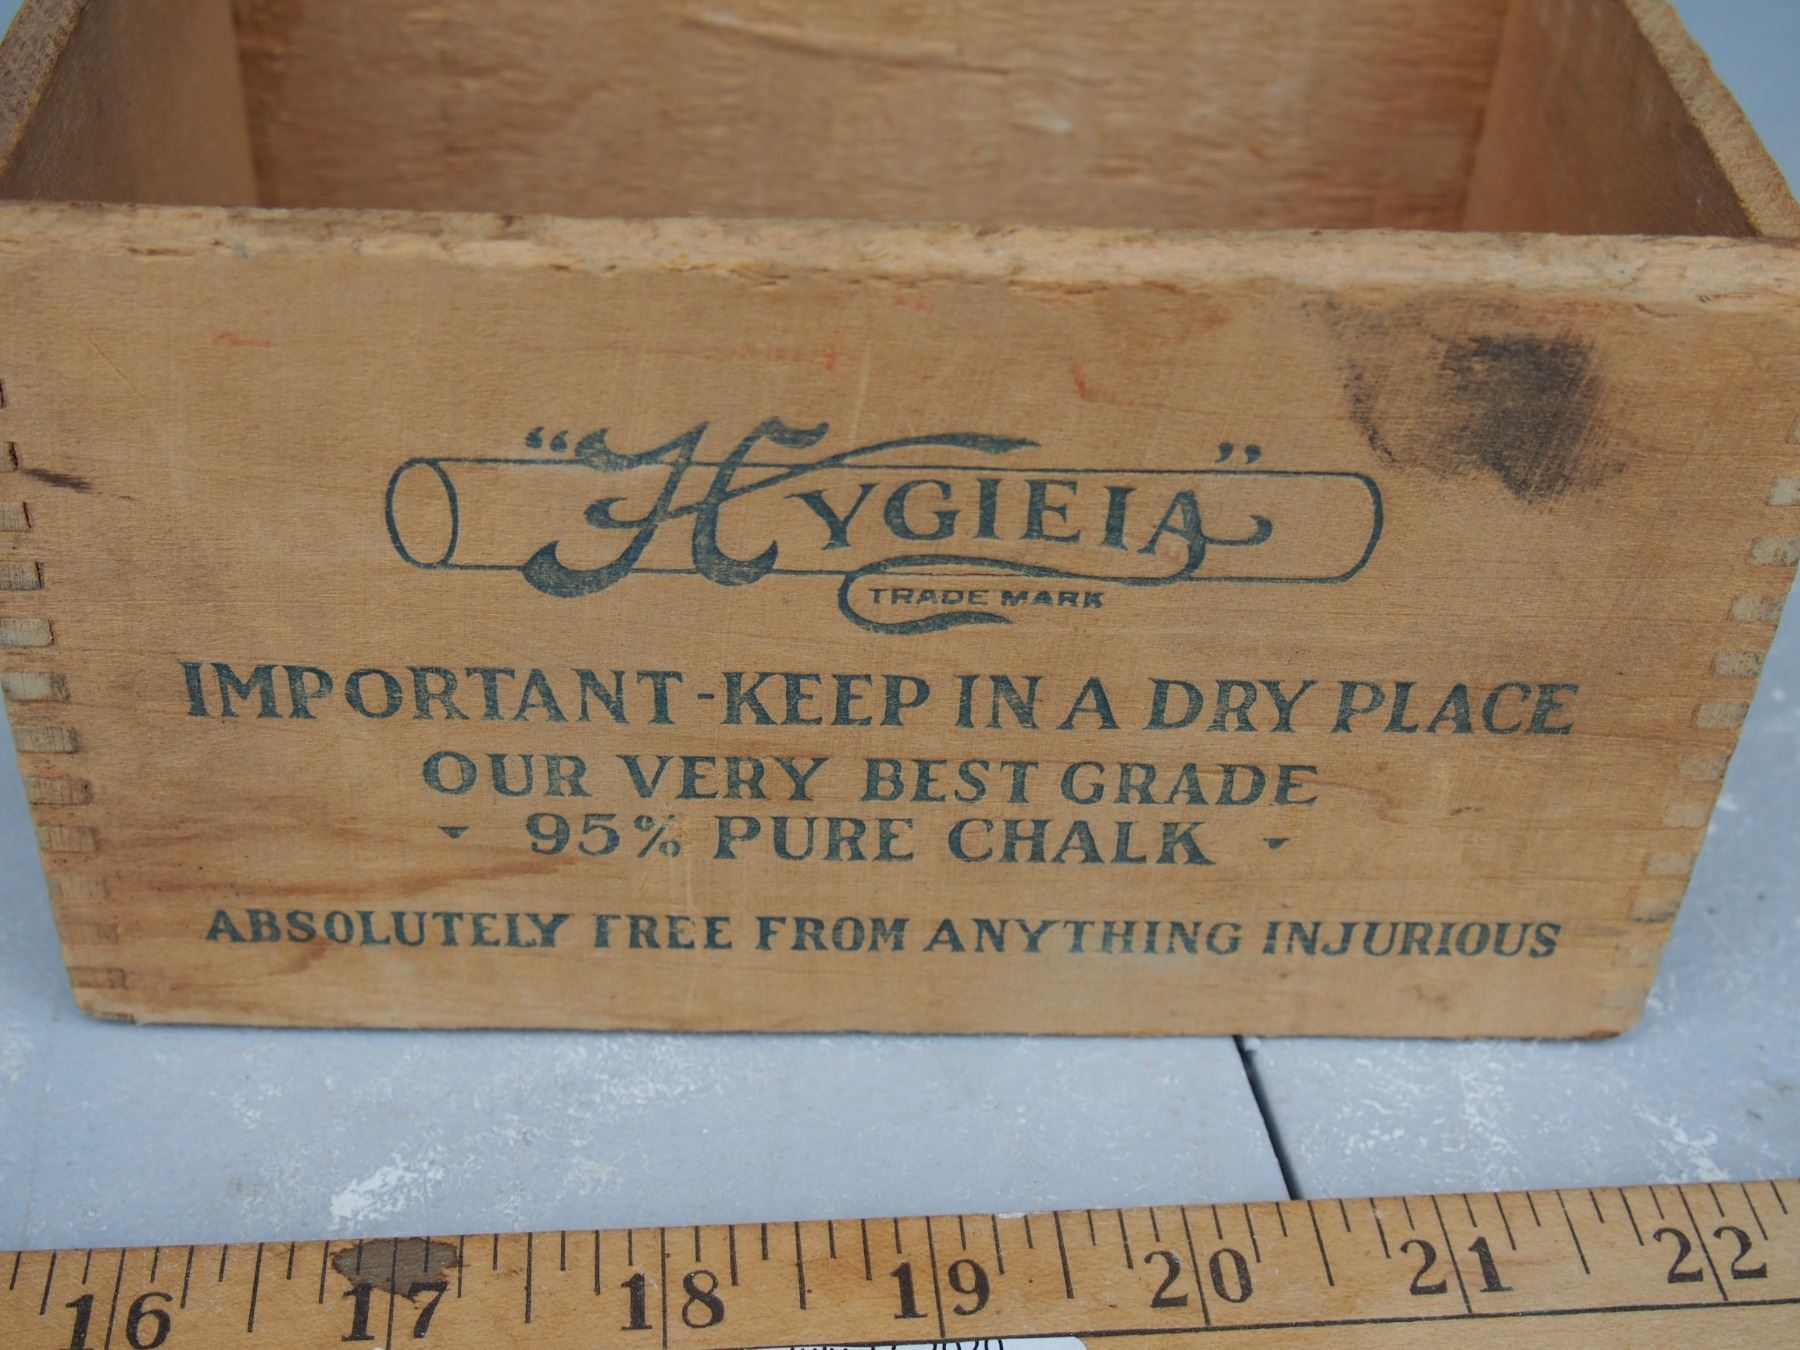 "HYGIEIA"
TRADE MARK
IMPORTANT-KEEP IN A DRY PLACE
OUR VERY BEST GRADE
95% PURE CHALK
ABSOLUTELY FREE FROM ANYTHING INJURIOUS
16 17 18 19 20 21 22
2020